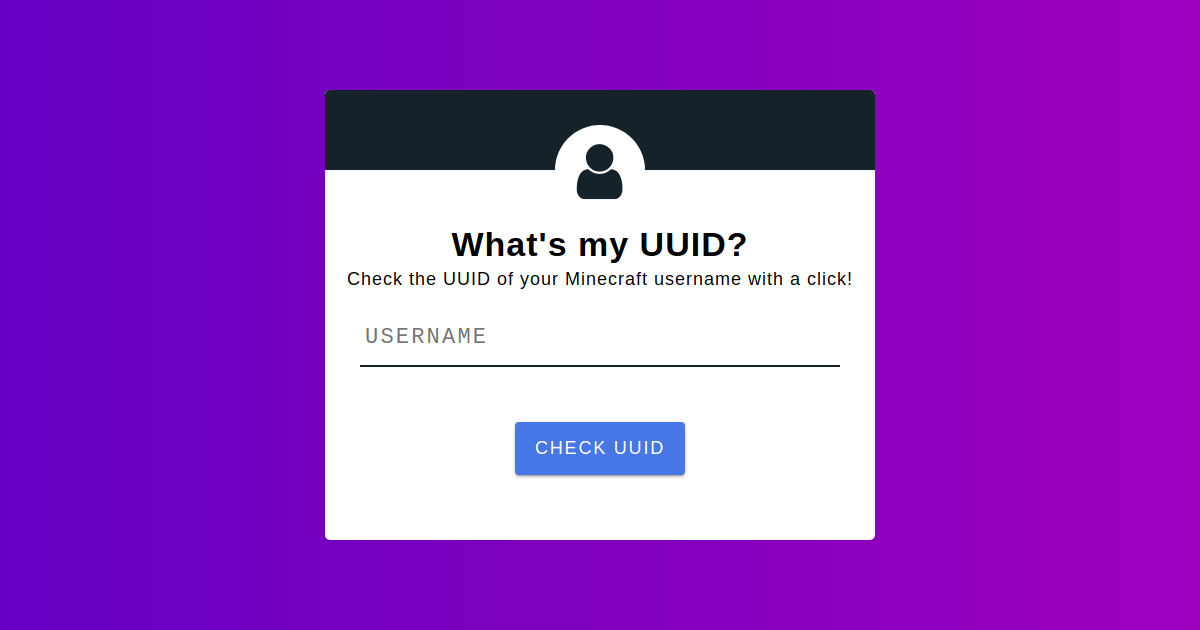 What's my UUID?
Check the UUID of your Minecraft username with a click!
USERNAME
CHECK UUID